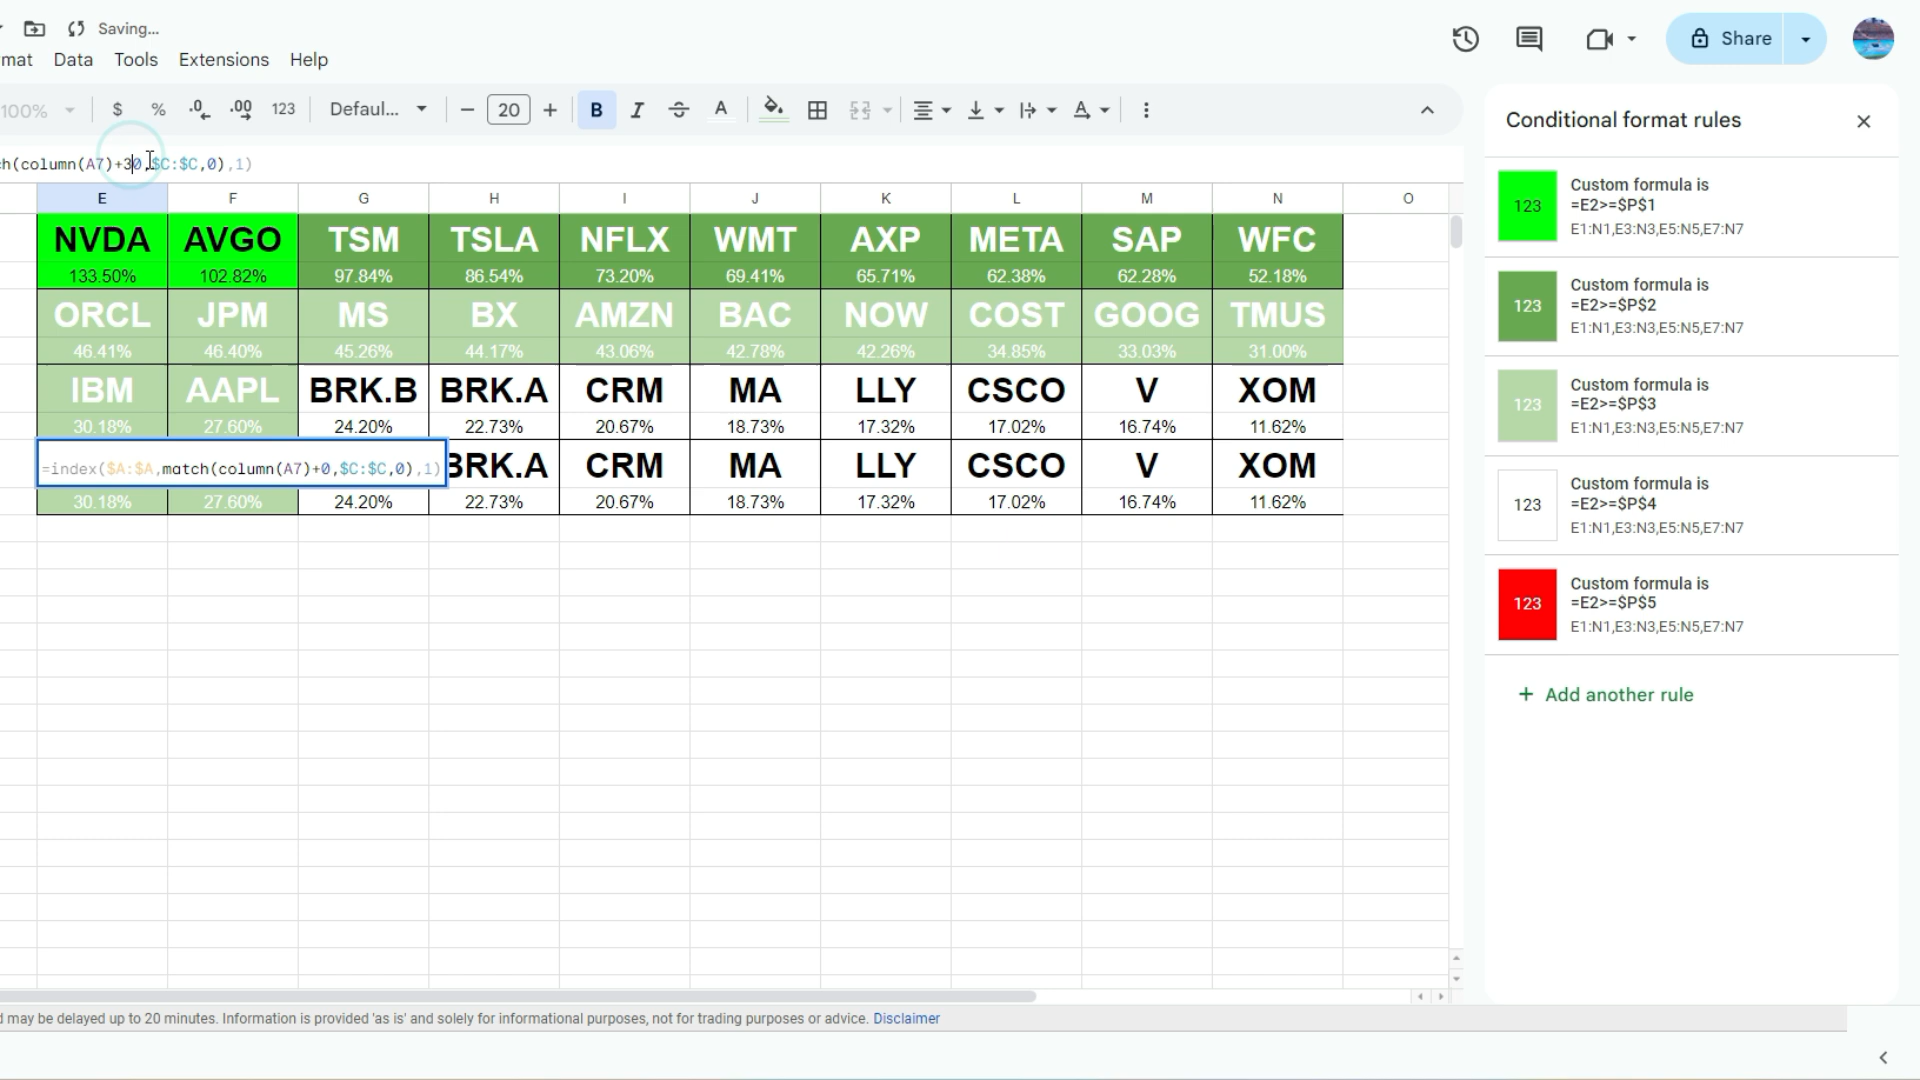 Saving...
mat Data Tools Extensions Help
Share
100% $ % .0 .00 123 Defaul... 20 B I A
h(column(A7)+30,$C:$C,0),1)
E F G H I J K L M N O
NVDA AVGO TSM TSLA NFLX WMT AXP META SAP WFC
133.50% 102.82% 97.84% 86.54% 73.20% 69.41% 65.71% 62.38% 62.28% 52.18%
ORCL JPM MS BX AMZN BAC NOW COST GOOG TMUS
46.41% 46.40% 45.26% 44.17% 43.06% 42.78% 42.26% 34.85% 33.03% 31.00%
IBM AAPL BRK.B BRK.A CRM MA LLY CSCO V XOM
30.18% 27.60% 24.20% 22.73% 20.67% 18.73% 17.32% 17.02% 16.74% 11.62%
=index($A:$A,match(column(A7)+0,$C:$C,0),1) BRK.A CRM MA LLY CSCO V XOM
30.18% 27.60% 24.20% 22.73% 20.67% 18.73% 17.32% 17.02% 16.74% 11.62%
Conditional format rules
123
Custom formula is
=E2>=$P$1
E1:N1,E3:N3,E5:N5,E7:N7
123
Custom formula is
=E2>=$P$2
E1:N1,E3:N3,E5:N5,E7:N7
123
Custom formula is
=E2>=$P$3
E1:N1,E3:N3,E5:N5,E7:N7
123
Custom formula is
=E2>=$P$4
E1:N1,E3:N3,E5:N5,E7:N7
123
Custom formula is
=E2>=$P$5
E1:N1,E3:N3,E5:N5,E7:N7
+ Add another rule
d may be delayed up to 20 minutes. Information is provided 'as is' and solely for informational purposes, not for trading purposes or advice. Disclaimer